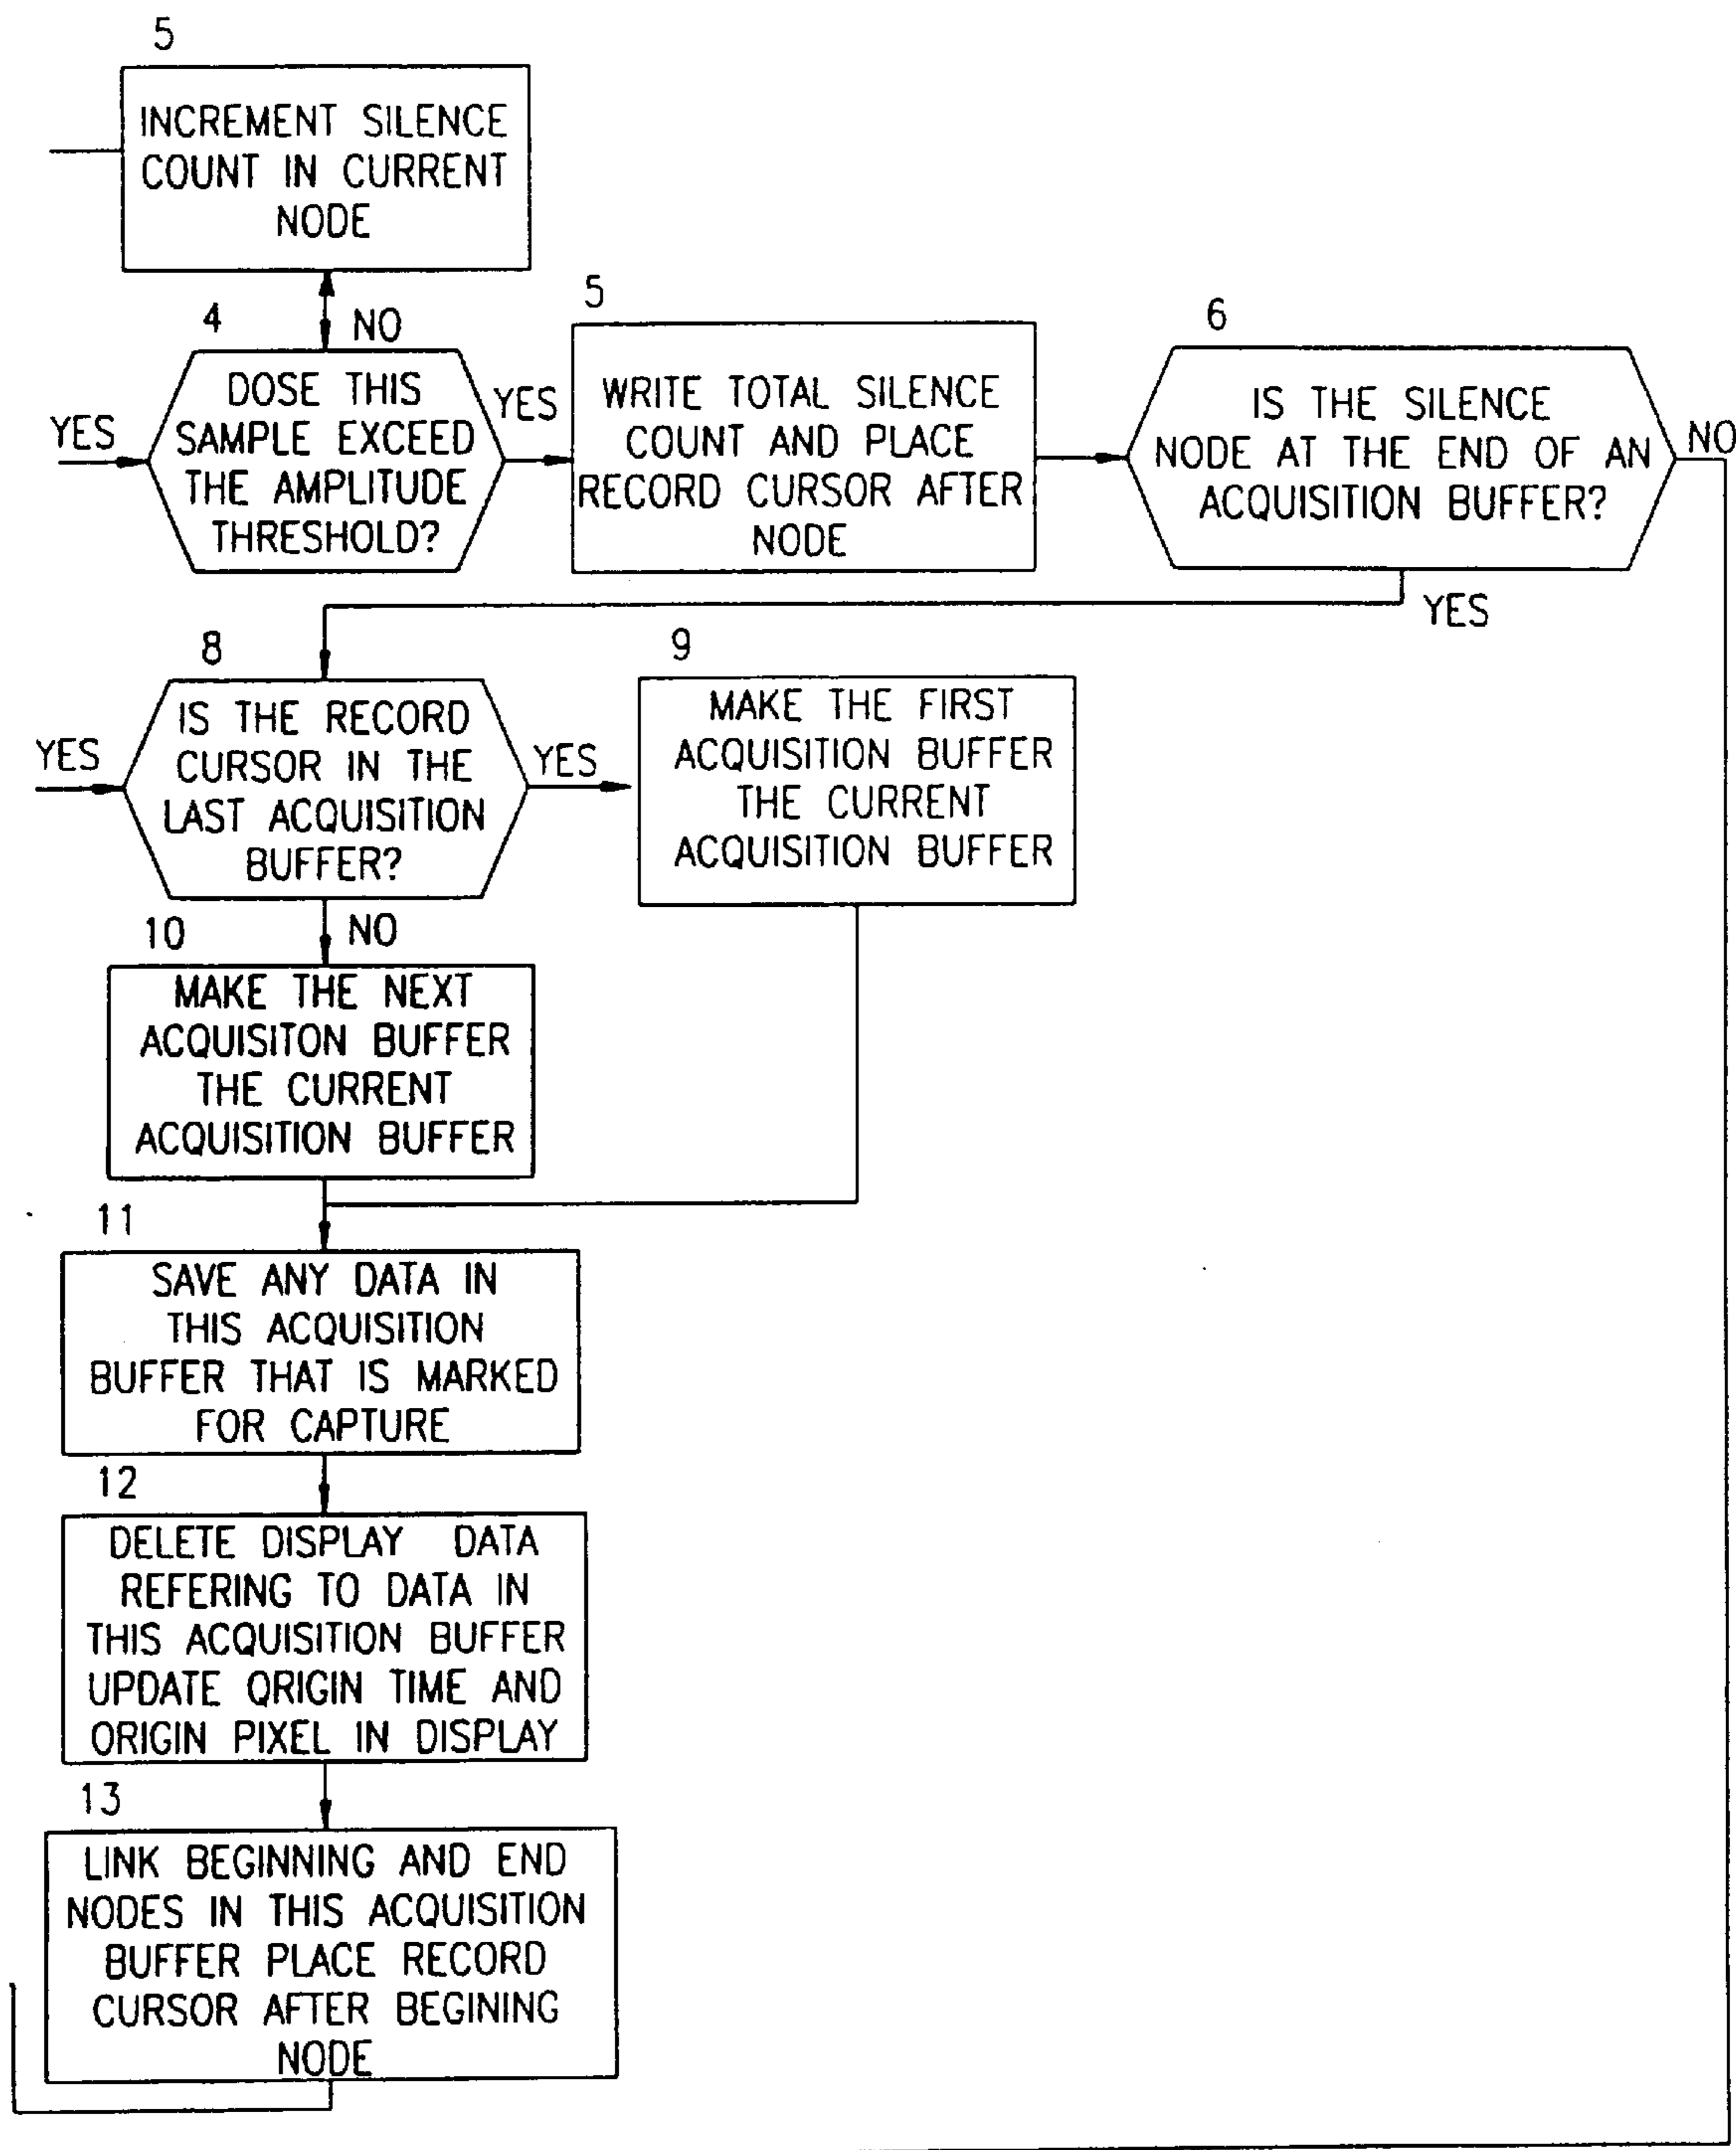 5
INCREMENT SILENCE
COUNT IN CURRENT
NODE
4
NO
YES
DOSE THIS
SAMPLE EXCEED
THE AMPLITUDE
THRESHOLD?
YES
5
WRITE TOTAL SILENCE
COUNT AND PLACE
RECORD CURSOR AFTER
NODE
6
IS THE SILENCE
NODE AT THE END OF AN
ACQUISITION BUFFER?
NO
YES
8
YES
IS THE RECORD
CURSOR IN THE
LAST ACQUISITION
BUFFER?
YES
9
MAKE THE FIRST
ACQUISITION BUFFER
THE CURRENT
ACQUISITION BUFFER
NO
10
MAKE THE NEXT
ACQUISITON BUFFER
THE CURRENT
ACQUISITION BUFFER
11
SAVE ANY DATA IN
THIS ACQUISITION
BUFFER THAT IS MARKED
FOR CAPTURE
12
DELETE DISPLAY DATA
REFERING TO DATA IN
THIS ACQUISITION BUFFER
UPDATE ORIGIN TIME AND
ORIGIN PIXEL IN DISPLAY
13
LINK BEGINNING AND END
NODES IN THIS ACQUISITION
BUFFER PLACE RECORD
CURSOR AFTER BEGINING
NODE